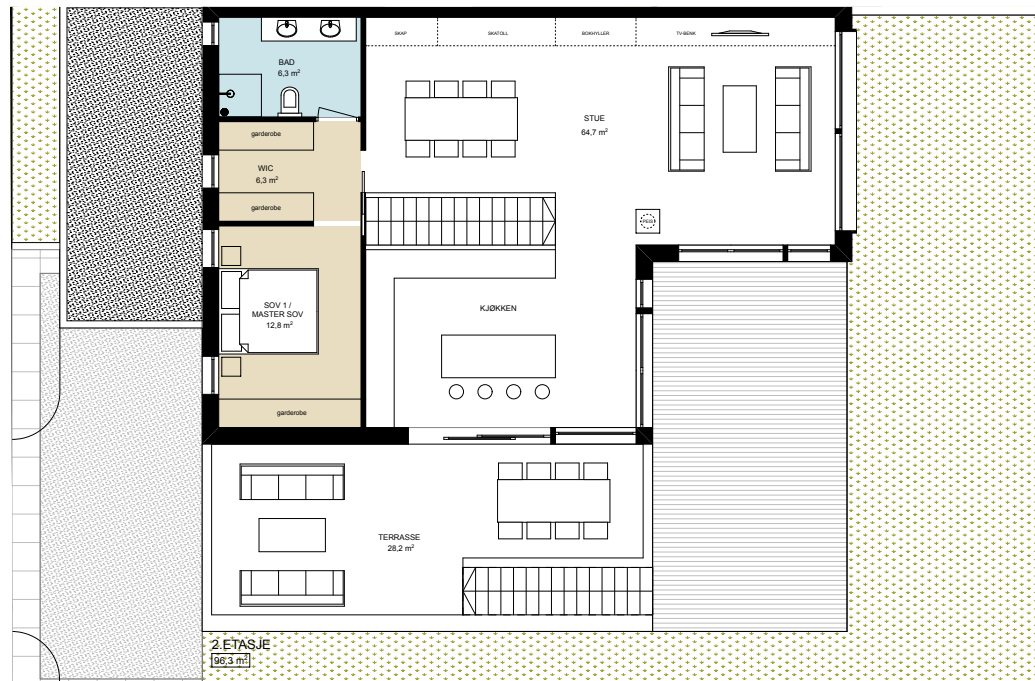 SKAP
SKATOLL
BOKHYLLER
TV-BENK
BAD
6,3 m²
STUE
64,7 m²
garderobe
WIC
6,3 m²
garderobe
PEIS
SOV 1 /
MASTER SOV
12,8 m²
KJØKKEN
garderobe
TERRASSE
28,2 m²
2.ETASJE
96,3 m²